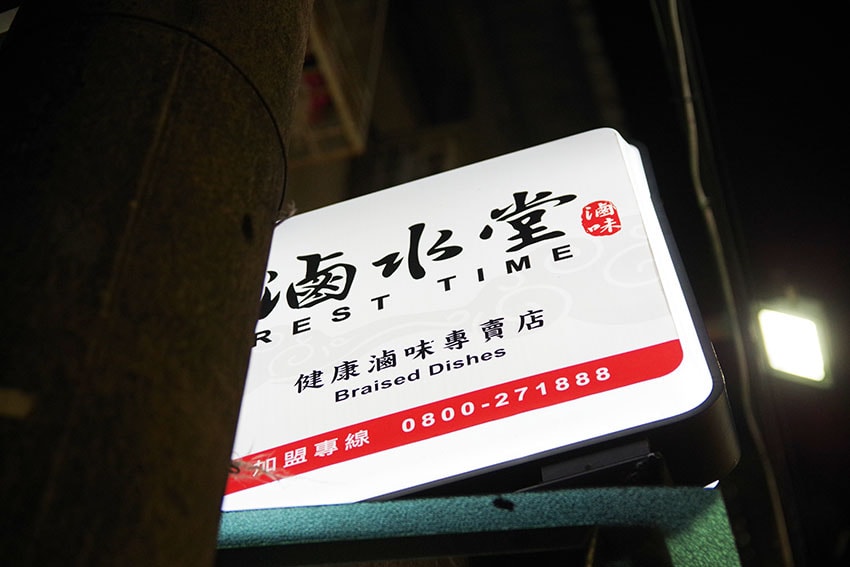 滷水堂
滷味
REST TIME
健康滷味專賣店
Braised Dishes
加盟專線 0800-271888